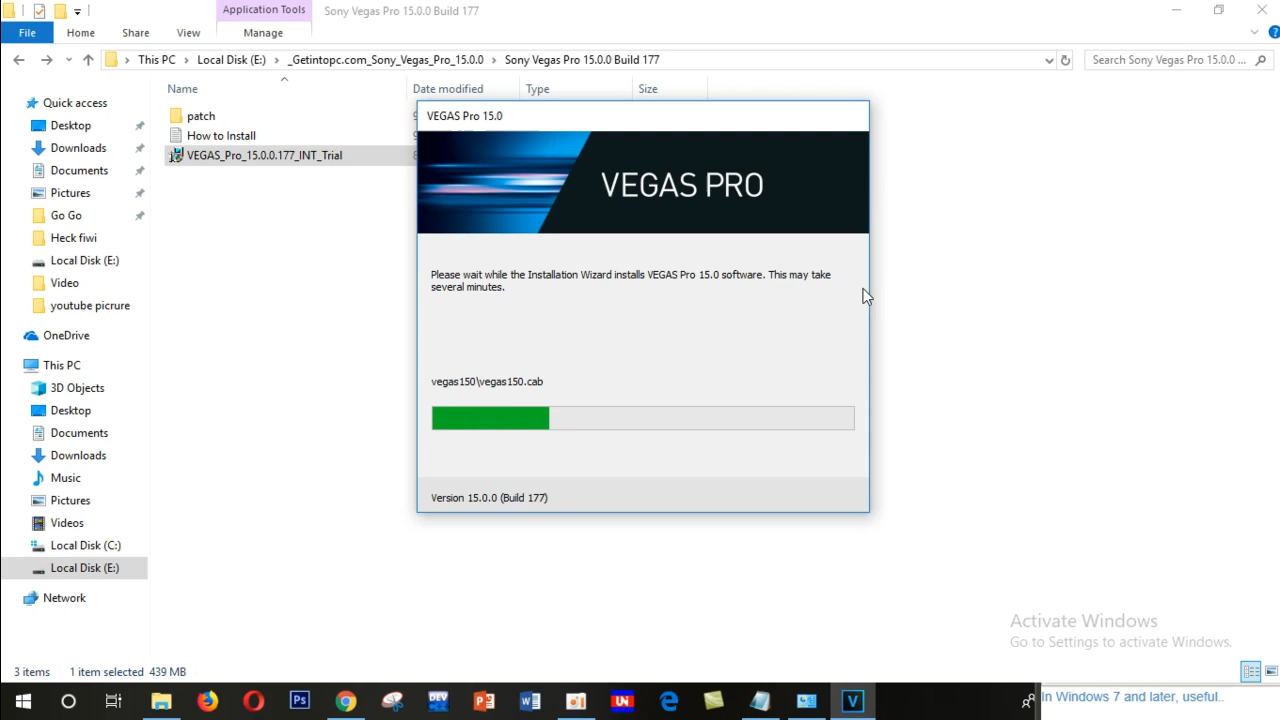 Application Tools
Sony Vegas Pro 15.0.0 Build 177
File
Home
Share
View
Manage
This PC
Local Disk (E:)
_Getintopc.com_Sony_Vegas_Pro_15.0.0
Sony Vegas Pro 15.0.0 Build 177
Search Sony Vegas Pro 15.0.0 ...
Name
Date modified
Type
Size
patch
How to Install
VEGAS_Pro_15.0.0.177_INT_Trial
Quick access
Desktop
Downloads
Documents
Pictures
Go Go
Heck fiwi
Local Disk (E:)
Video
youtube picrure
OneDrive
This PC
3D Objects
Desktop
Documents
Downloads
Music
Pictures
Videos
Local Disk (C:)
Local Disk (E:)
Network
VEGAS Pro 15.0
VEGAS PRO
Please wait while the Installation Wizard installs VEGAS Pro 15.0 software. This may take
several minutes.
vegas150\vegas150.cab
Version 15.0.0 (Build 177)
Activate Windows
Go to Settings to activate Windows.
3 items
1 item selected 439 MB
Ps
DEV
UN
V
In Windows 7 and later, useful..